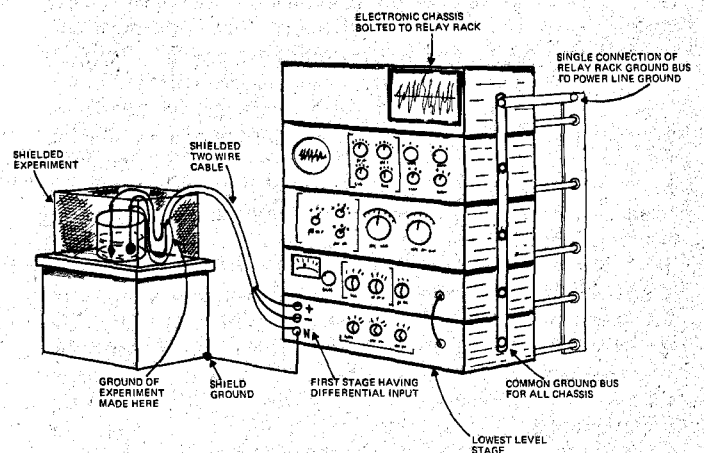 ELECTRONIC CHASSIS
BOLTED TO RELAY RACK
SINGLE CONNECTION OF
RELAY RACK GROUND BUS
TO POWER LINE GROUND
SHIELDED
TWO WIRE
CABLE
SHIELDED
EXPERIMENT
+
-
N
GROUND OF
EXPERIMENT
MADE HERE
SHIELD
GROUND
FIRST STAGE HAVING
DIFFERENTIAL INPUT
COMMON GROUND BUS
FOR ALL CHASSIS
LOWEST LEVEL
STAGE